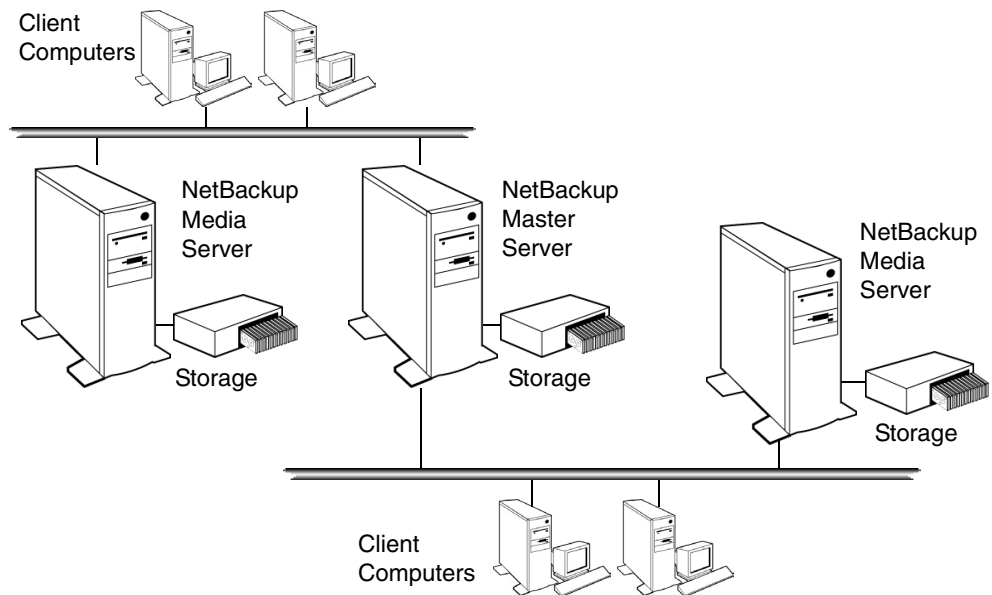 Client
Computers
NetBackup
Media
Server
Storage
NetBackup
Master
Server
Storage
NetBackup
Media
Server
Storage
Client
Computers